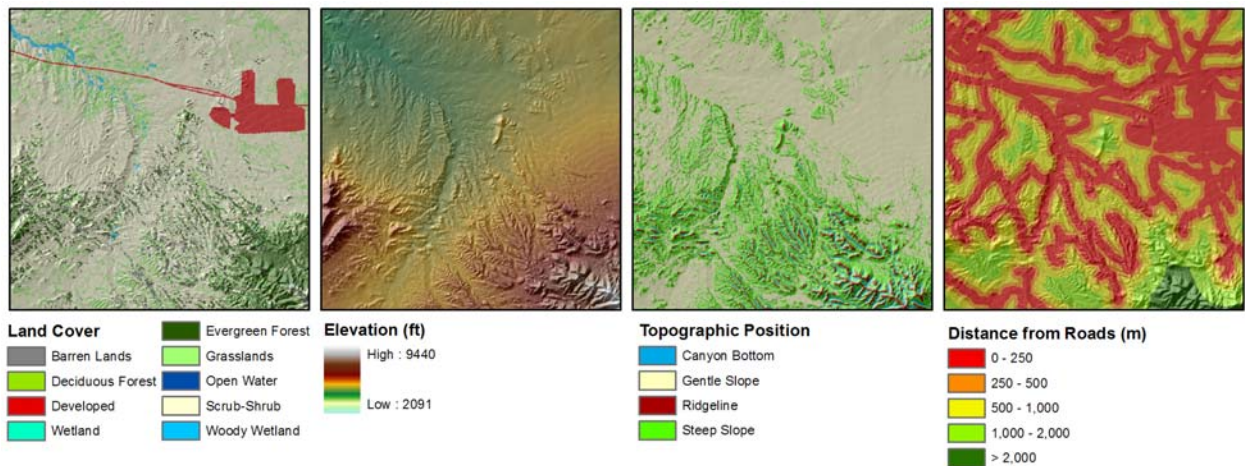 Land Cover
Barren Lands
Deciduous Forest
Developed
Wetland
Evergreen Forest
Grasslands
Open Water
Scrub-Shrub
Woody Wetland
Elevation (ft)
High : 9440
Low : 2091
Topographic Position
Canyon Bottom
Gentle Slope
Ridgeline
Steep Slope
Distance from Roads (m)
0 - 250
250 - 500
500 - 1,000
1,000 - 2,000
> 2,000